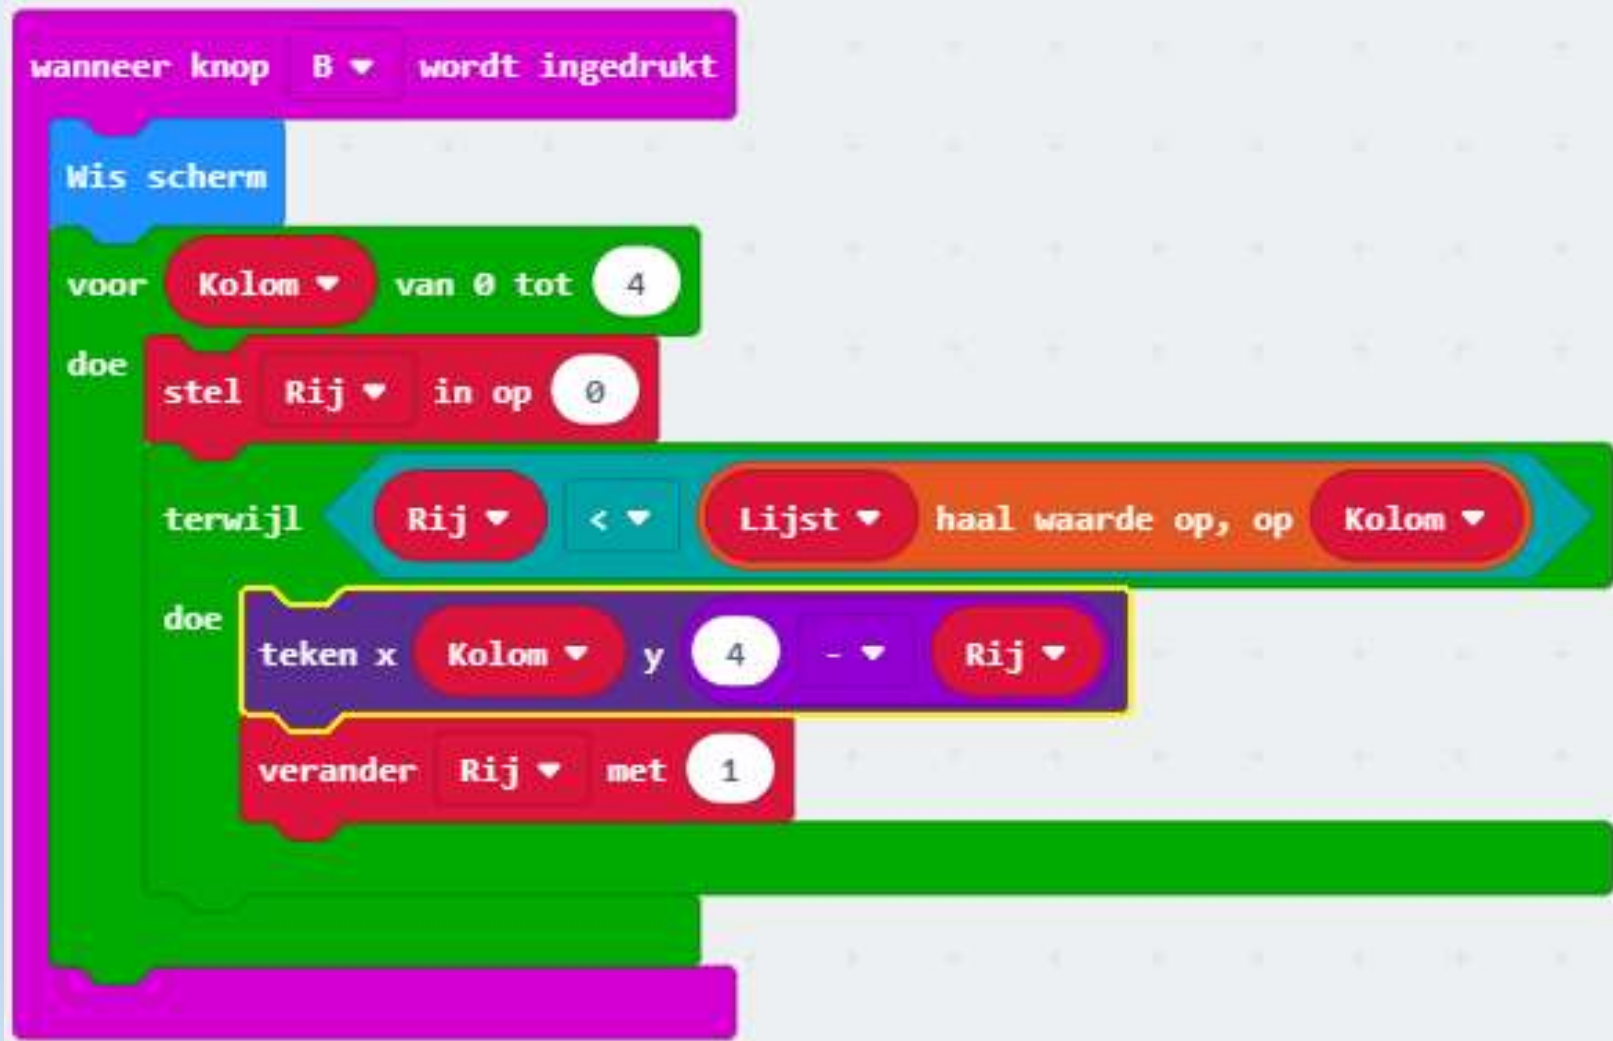 wanneer knop B wordt ingedrukt
Wis scherm
voor Kolom van 0 tot 4
doe
stel Rij in op 0
terwijl Rij < Lijst haal waarde op, op Kolom
doe
teken x Kolom y 4 - Rij
verander Rij met 1